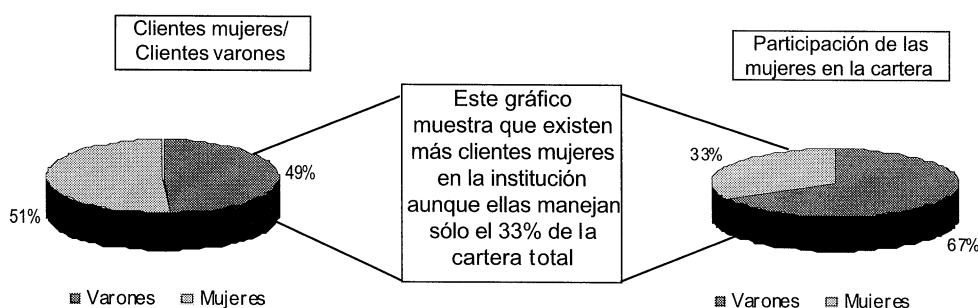 Clientes mujeres/
Clientes varones
49%
51%
Varones Mujeres
Este gráfico
muestra que existen
más clientes mujeres
en la institución
aunque ellas manejan
sólo el 33% de la
cartera total
Participación de las
mujeres en la cartera
33%
67%
Varones Mujeres